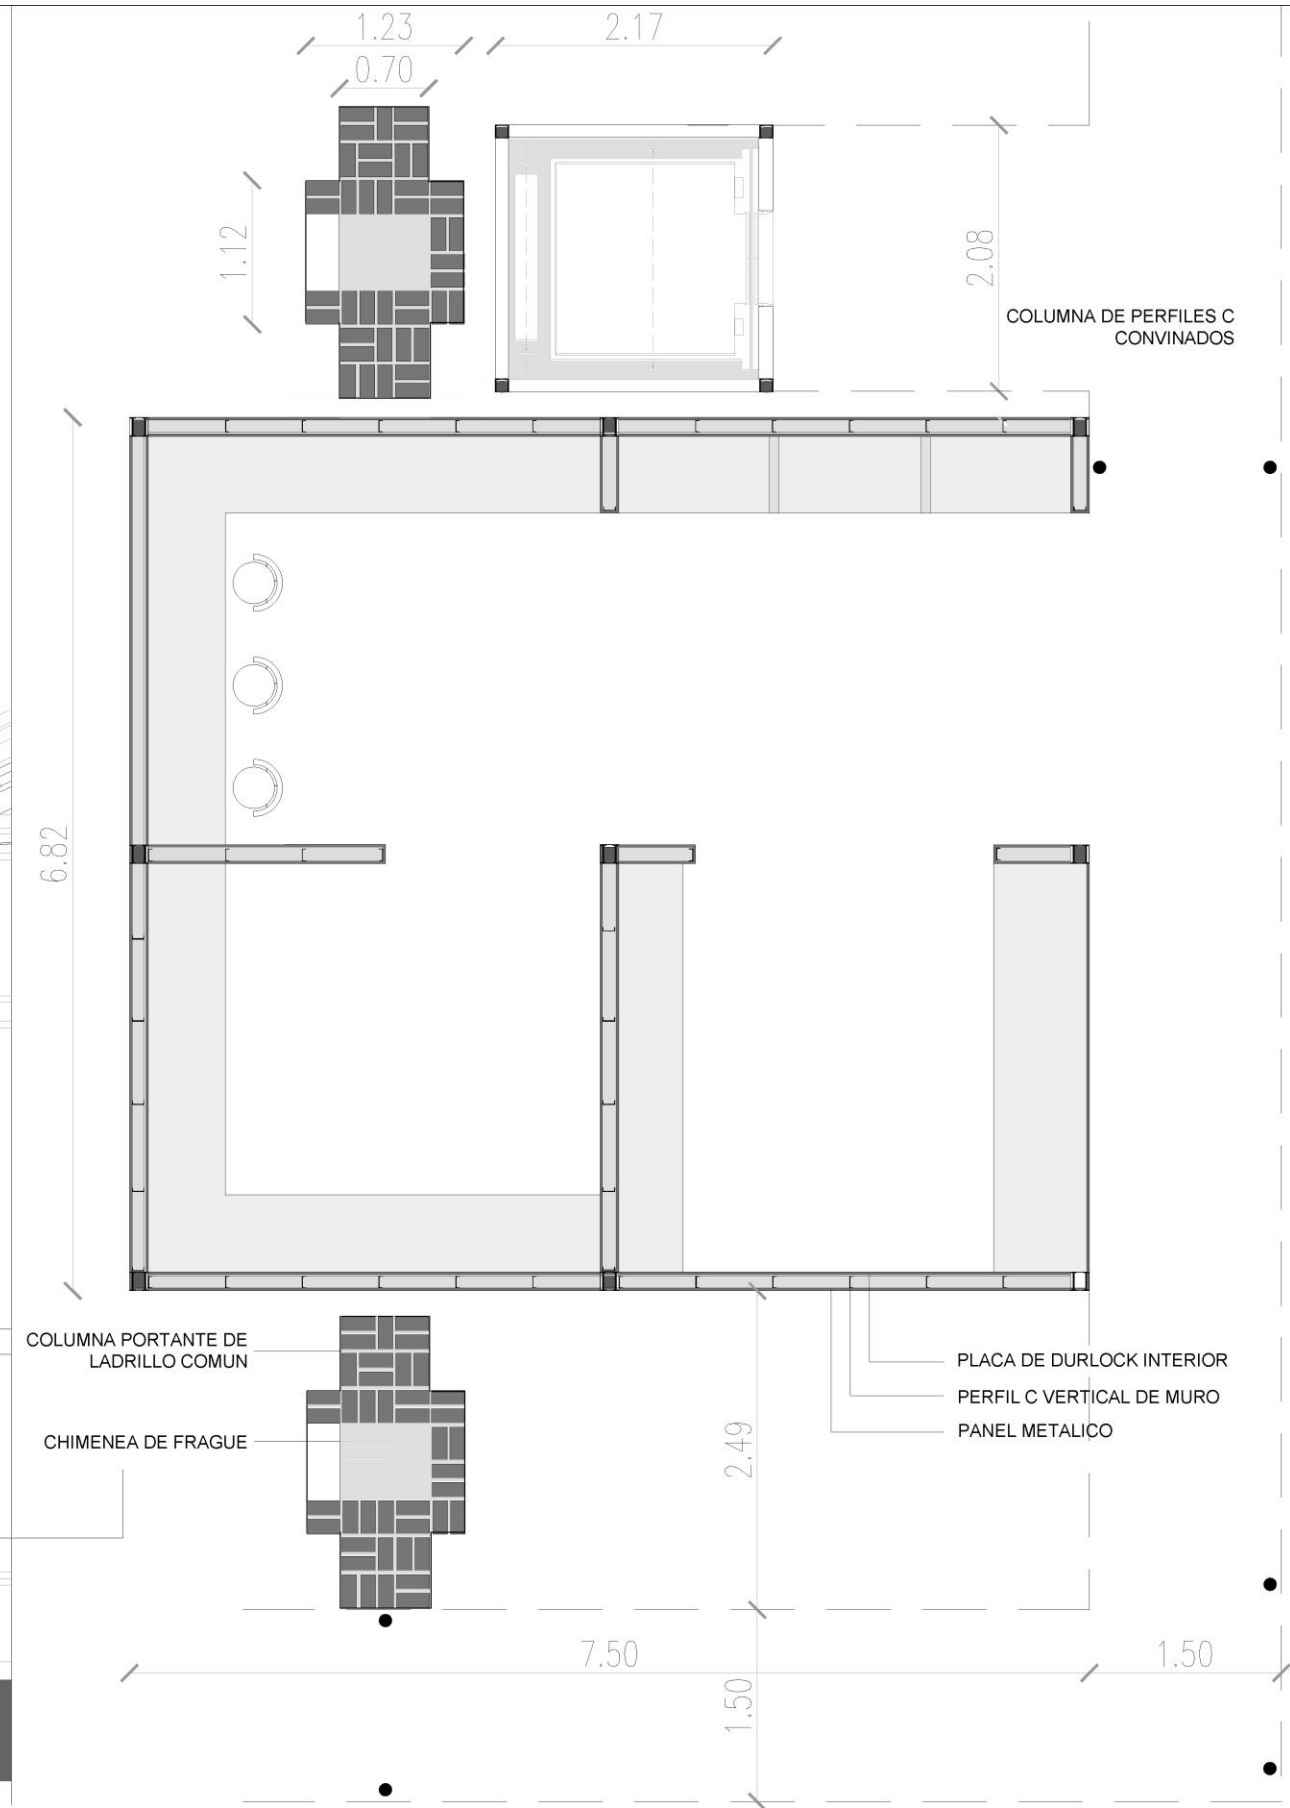 1.23
2.17
0.70
1.12
2.08
COLUMNA DE PERFILES C
CONVINADOS
6.82
COLUMNA PORTANTE DE
LADRILLO COMUN
CHIMENEA DE FRAGUE
PLACA DE DURLOCK INTERIOR
PERFIL C VERTICAL DE MURO
PANEL METALICO
2.49
7.50
1.50
1.50